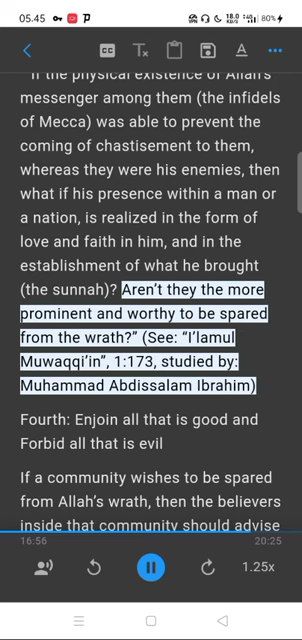 05.45
18.0
KB/S
80%
CC
A
If the physical existence of Allah's
messenger among them (the infidels
of Mecca) was able to prevent the
coming of chastisement to them,
whereas they were his enemies, then
what if his presence within a man or
a nation, is realized in the form of
love and faith in him, and in the
establishment of what he brought
(the sunnah)? Aren't they the more
prominent and worthy to be spared
from the wrath?" (See: "I'lamul
Muwaqqi'in", 1:173, studied by:
Muhammad Abdissalam Ibrahim)
Fourth: Enjoin all that is good and
Forbid all that is evil
If a community wishes to be spared
from Allah's wrath, then the believers
inside that community should advise
16:56
20:25
1.25x